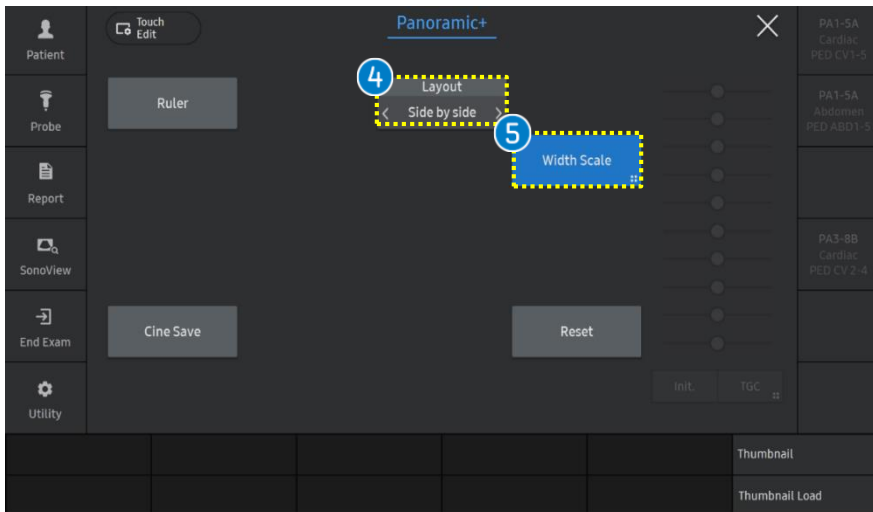 Patient
Probe
Report
SonoView
End Exam
Utility
Touch
Edit
Panoramic+
Ruler
4
Layout
Side by side
5
Width Scale
Cine Save
Reset
Init.
TGC
PA1-5A
Cardiac
PED CV1-5
PA1-5A
Abdomen
PED ABD1-5
PA3-8B
Cardiac
PED CV 2-4
Thumbnail
Thumbnail Load